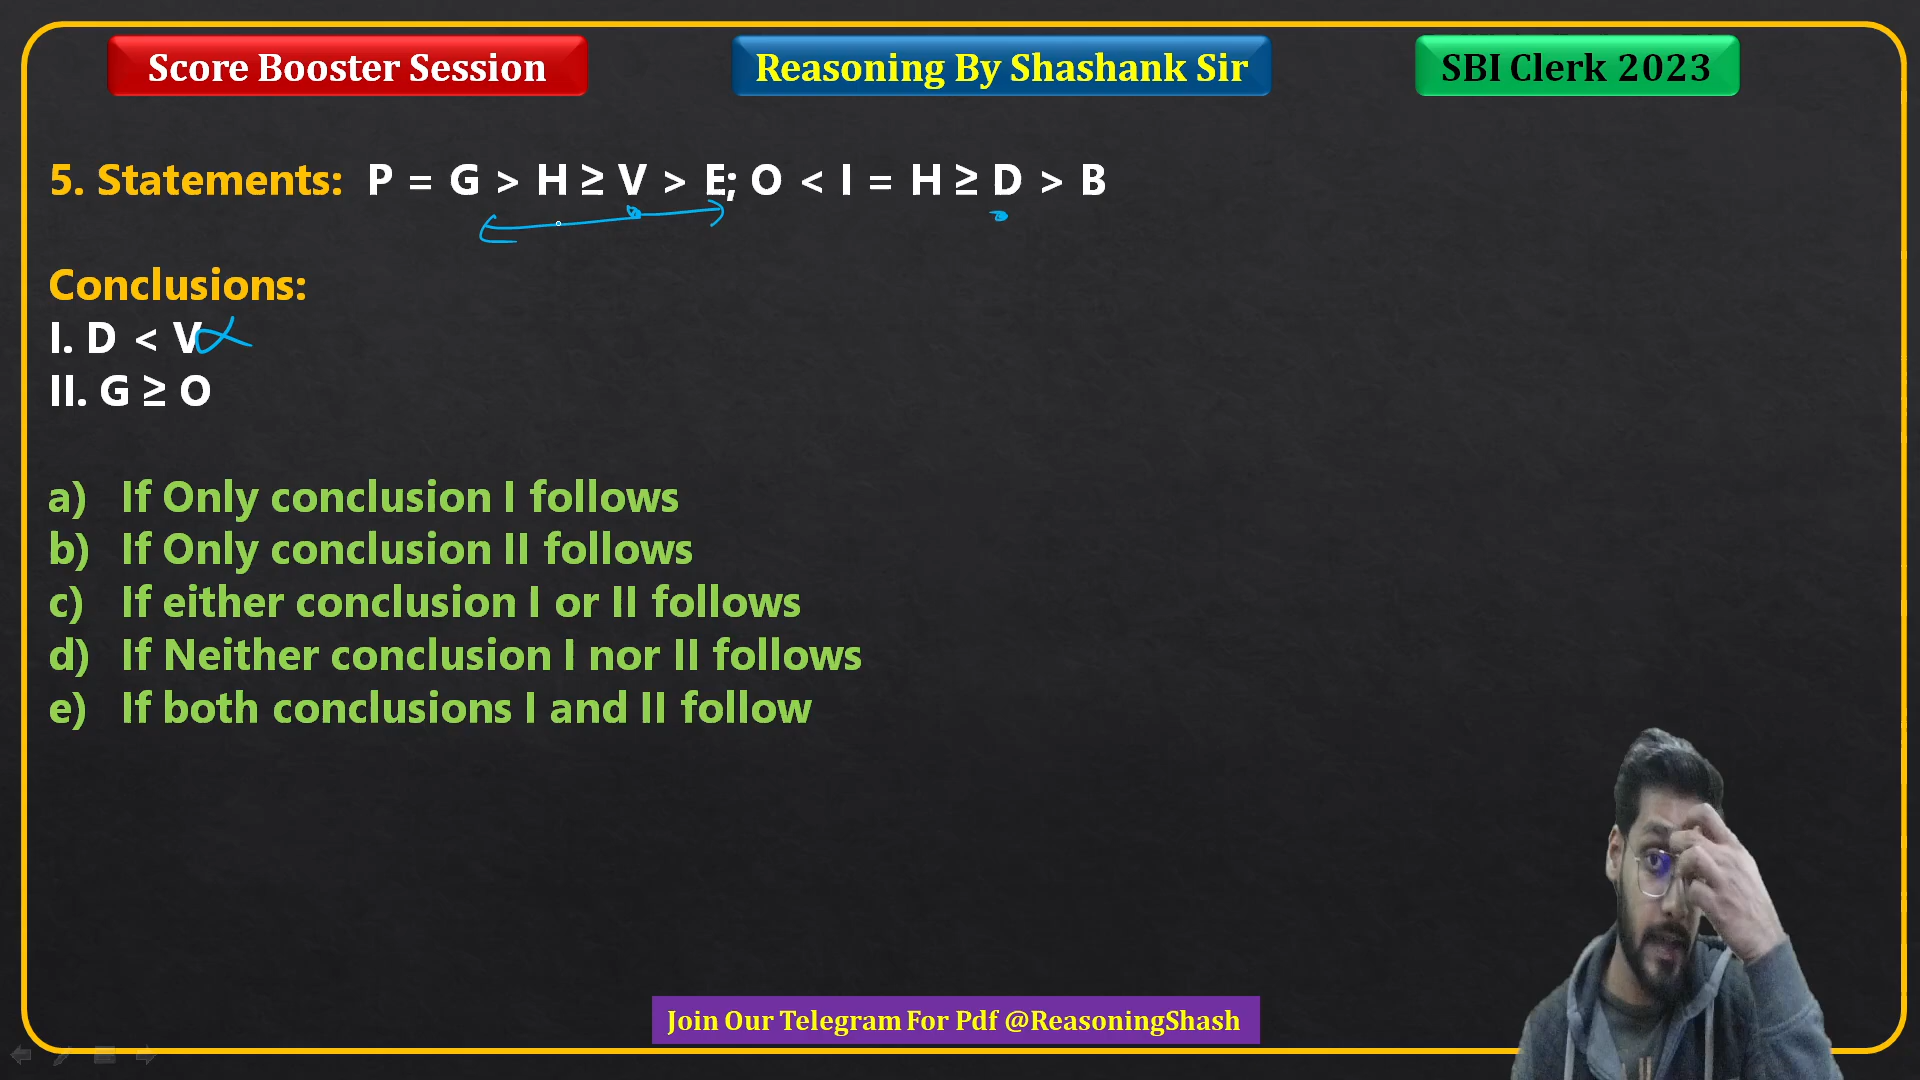 Score Booster Session
Reasoning By Shashank Sir
SBI Clerk 2023
5. Statements: P = G > H ≥ V > E; O < I = H ≥ D > B
Conclusions:
I. D < V
II. G ≥ O
a) If Only conclusion I follows
b) If Only conclusion II follows
c) If either conclusion I or II follows
d) If Neither conclusion I nor II follows
e) If both conclusions I and II follow
Join Our Telegram For Pdf @ReasoningShash